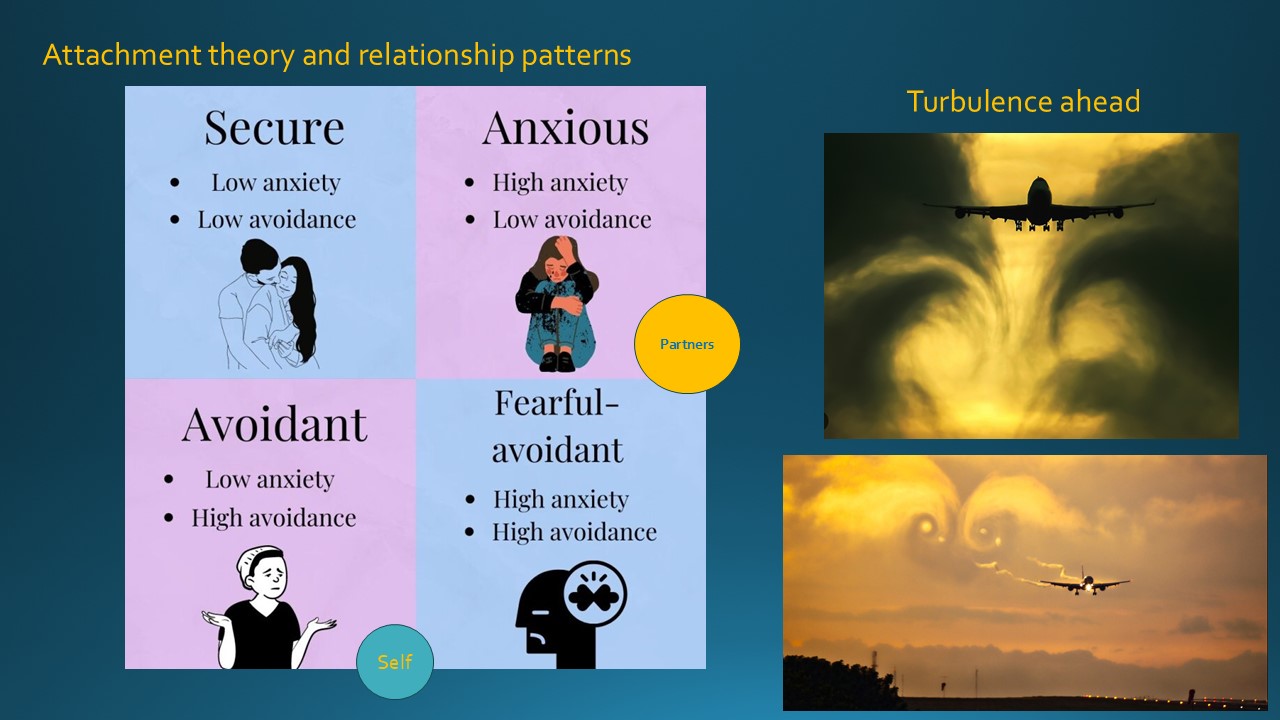 Attachment theory and relationship patterns
Turbulence ahead
Secure
• Low anxiety
• Low avoidance
Anxious
• High anxiety
• Low avoidance
Partners
Avoidant
• Low anxiety
• High avoidance
Fearful-
avoidant
• High anxiety
• High avoidance
Self